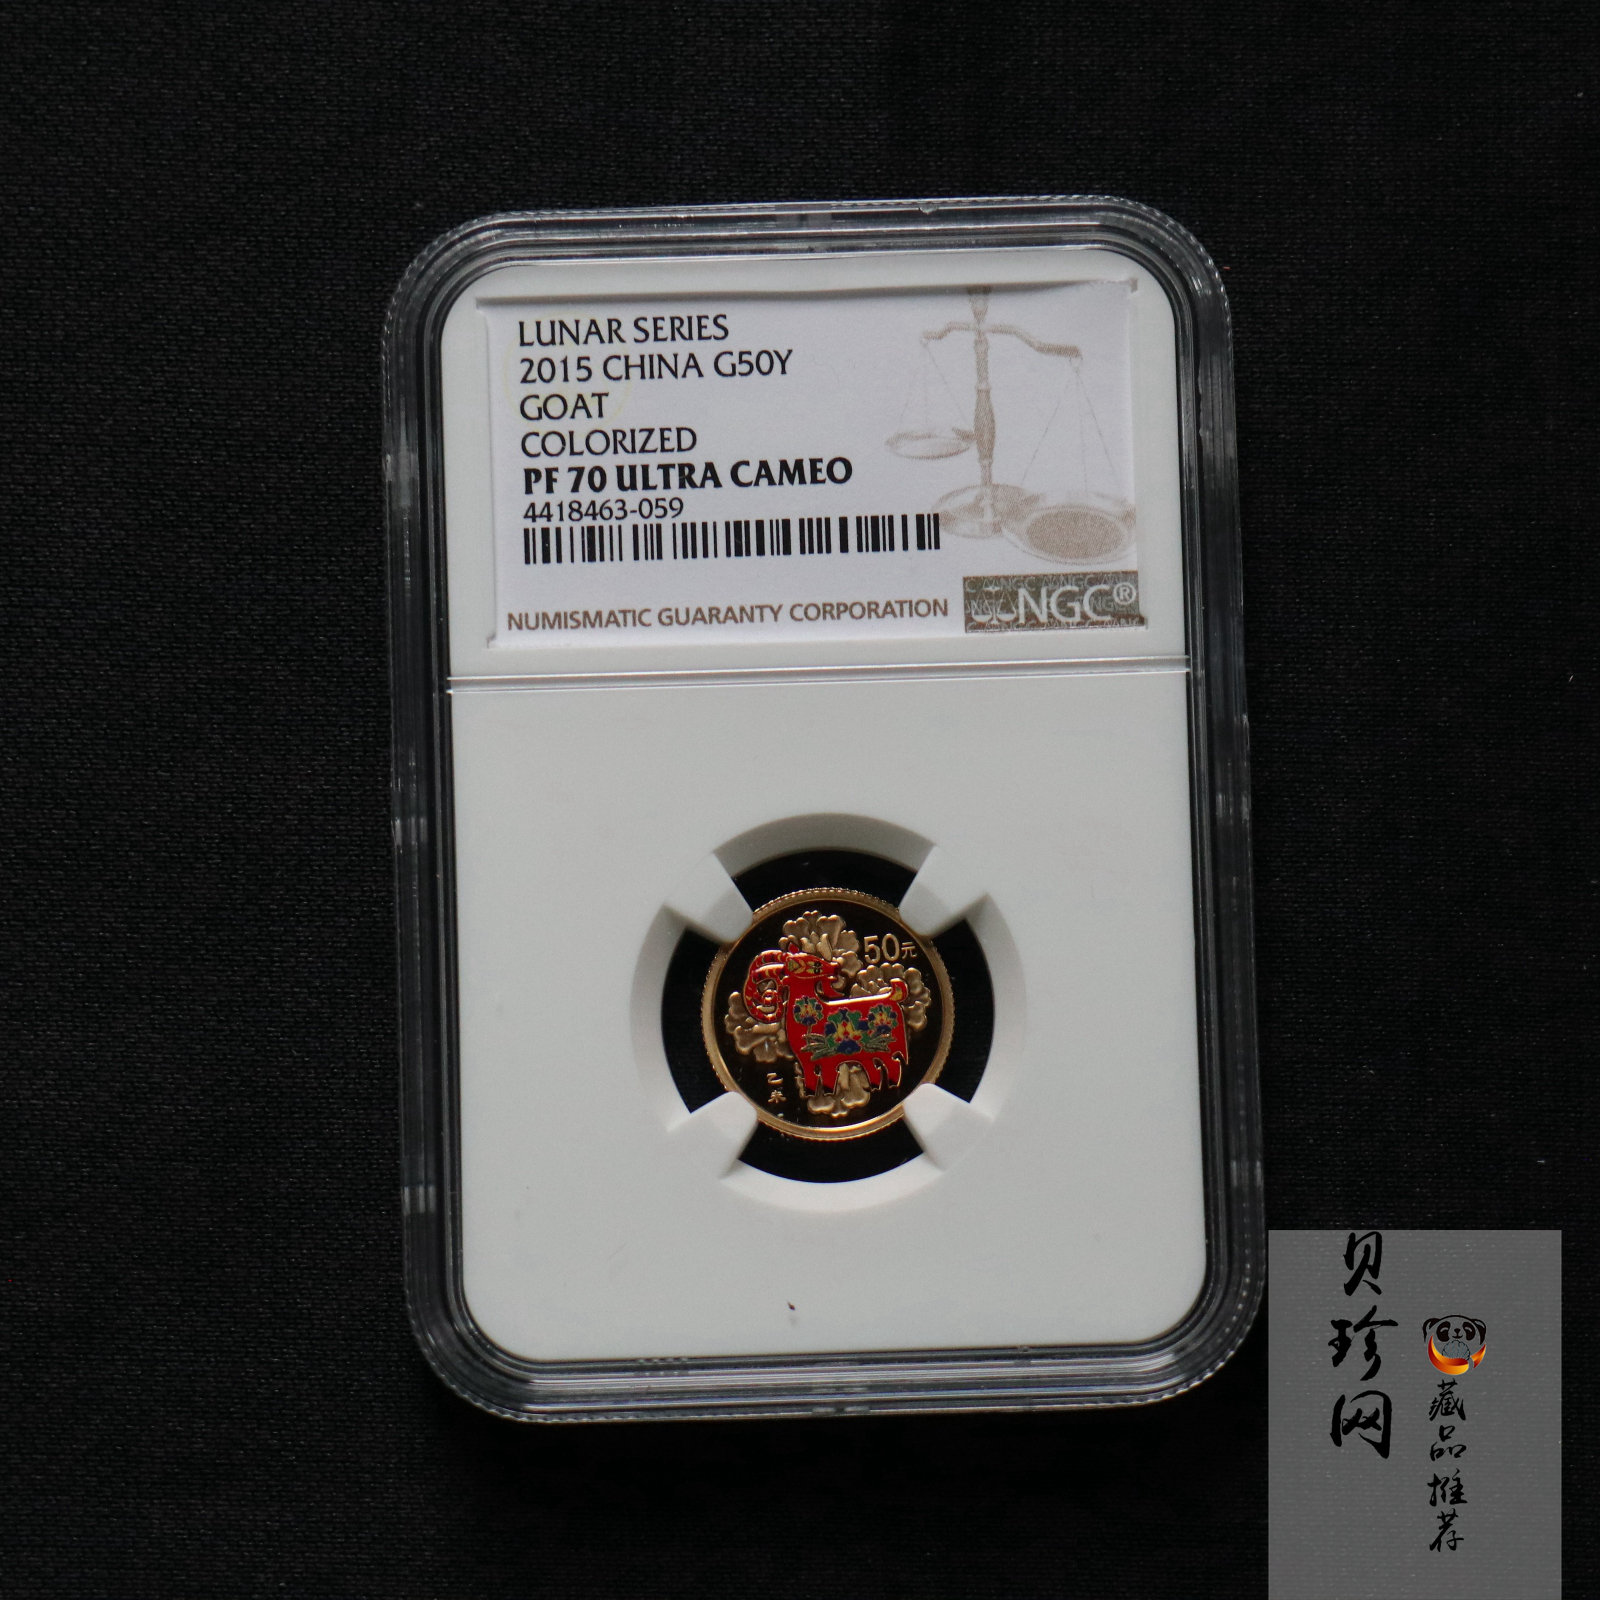 LUNAR SERIES
2015 CHINA G50Y
GOAT
COLORIZED
PF 70 ULTRA CAMEO
4418463-059
NUMISMATIC GUARANTY CORPORATION
NGC®
50元
乙未
贝珍网
藏品推荐